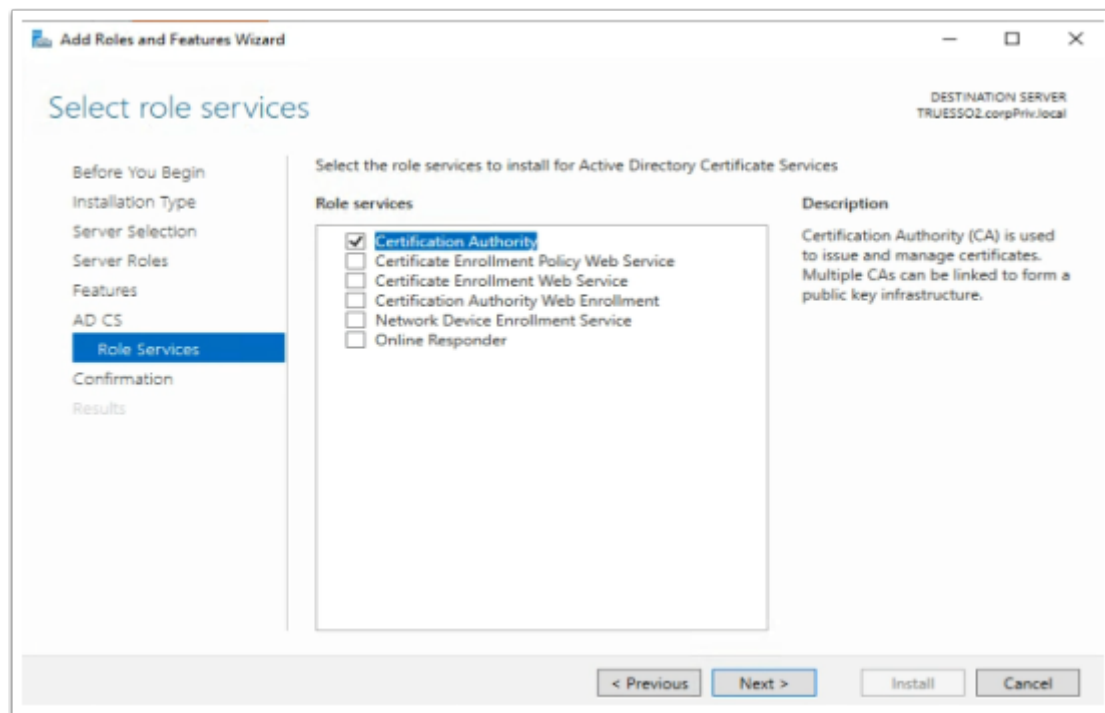 Add Roles and Features Wizard
Select role services
DESTINATION SERVER
TRUESSO2.corpPriv.local
Before You Begin
Installation Type
Server Selection
Server Roles
Features
AD CS
Role Services
Confirmation
Results
Select the role services to install for Active Directory Certificate Services
Role services
Certification Authority
Certificate Enrollment Policy Web Service
Certificate Enrollment Web Service
Certification Authority Web Enrollment
Network Device Enrollment Service
Online Responder
Description
Certification Authority (CA) is used
to issue and manage certificates.
Multiple CAs can be linked to form a
public key infrastructure.
< Previous
Next >
Install
Cancel